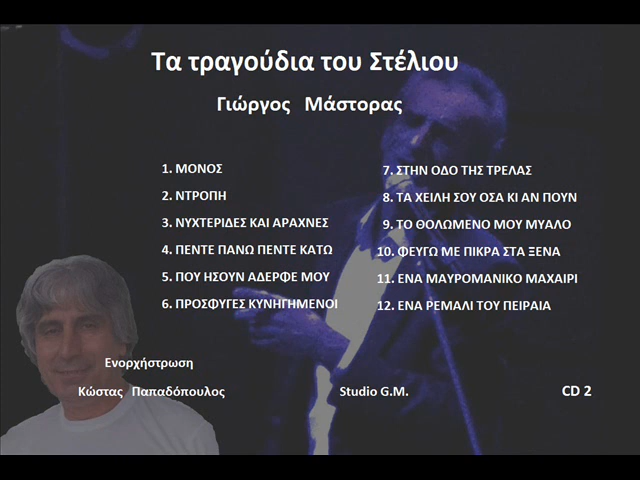 Τα τραγούδια του Στέλιου
Γιώργος Μάστορας
1. ΜΟΝΟΣ
2. ΝΤΡΟΠΗ
3. ΝΥΧΤΕΡΙΔΕΣ ΚΑΙ ΑΡΑΧΝΕΣ
4. ΠΕΝΤΕ ΠΑΝΩ ΠΕΝΤΕ ΚΑΤΩ
5. ΠΟΥ ΗΣΟΥΝ ΑΔΕΡΦΕ ΜΟΥ
6. ΠΡΟΣΦΥΓΕΣ ΚΥΝΗΓΗΜΕΝΟΙ
7. ΣΤΗΝ ΟΔΟ ΤΗΣ ΤΡΕΛΑΣ
8. ΤΑ ΧΕΙΛΗ ΣΟΥ ΟΣΑ ΚΙ ΑΝ ΠΟΥΝ
9. ΤΟ ΘΟΛΩΜΕΝΟ ΜΟΥ ΜΥΑΛΟ
10. ΦΕΥΓΩ ΜΕ ΠΙΚΡΑ ΣΤΑ ΞΕΝΑ
11. ΕΝΑ ΜΑΥΡΟΜΑΝΙΚΟ ΜΑΧΑΙΡΙ
12. ΕΝΑ ΡΕΜΑΛΙ ΤΟΥ ΠΕΙΡΑΙΑ
Ενορχήστρωση
Κώστας Παπαδόπουλος
Studio G.M.
CD 2